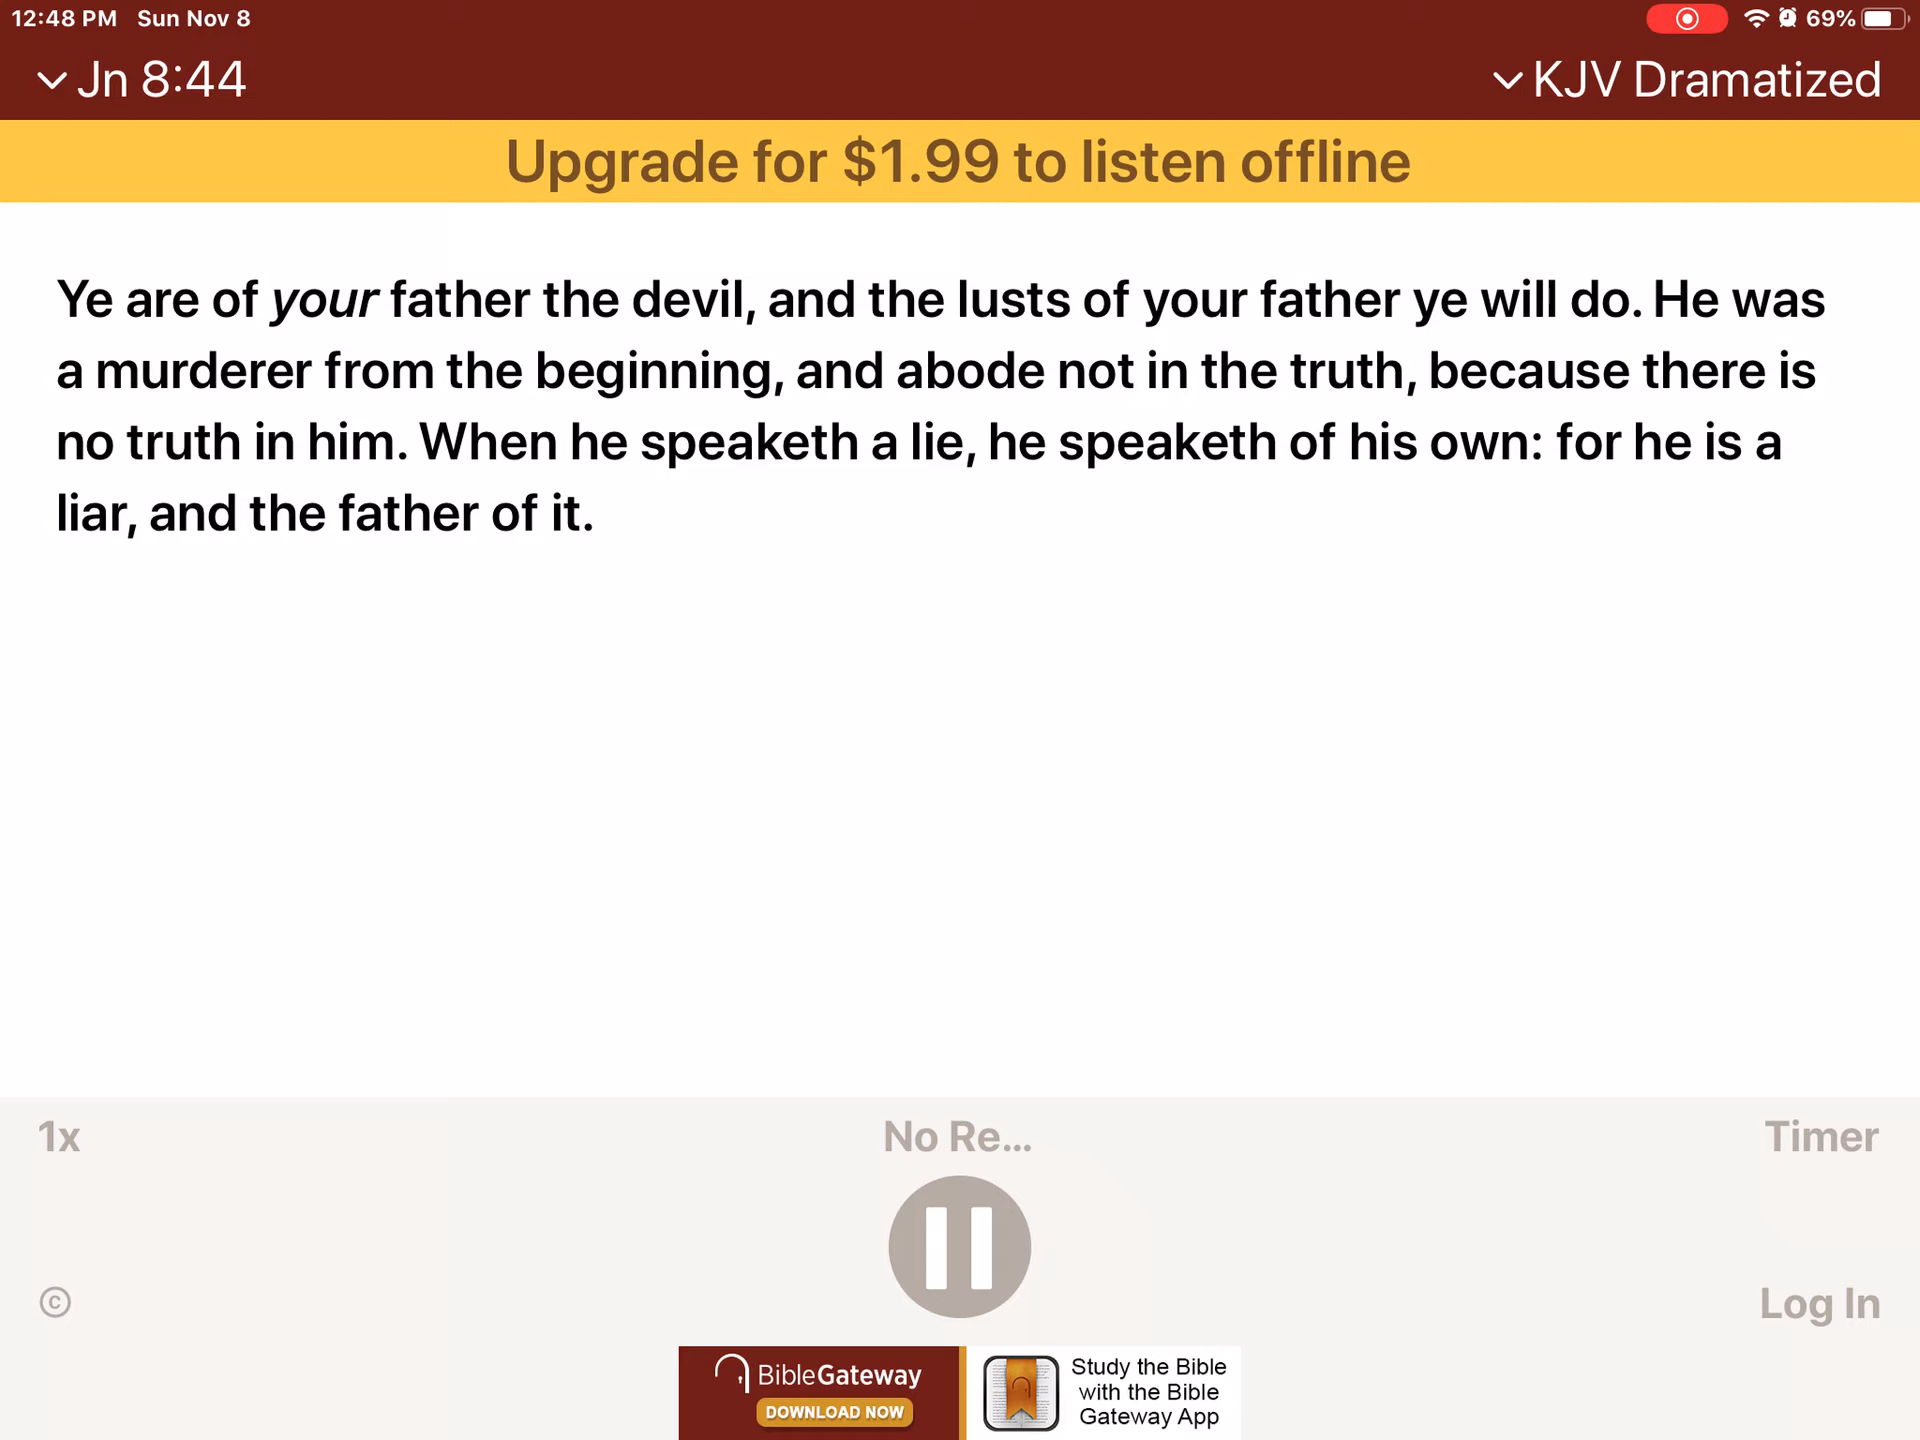 12:48 PM Sun Nov 8 69%
Jn 8:44 KJV Dramatized
Upgrade for $1.99 to listen offline
Ye are of your father the devil, and the lusts of your father ye will do. He was
a murderer from the beginning, and abode not in the truth, because there is
no truth in him. When he speaketh a lie, he speaketh of his own: for he is a
liar, and the father of it.
1x No Re... Timer
© Log In
BibleGateway
DOWNLOAD NOW
Study the Bible
with the Bible
Gateway App